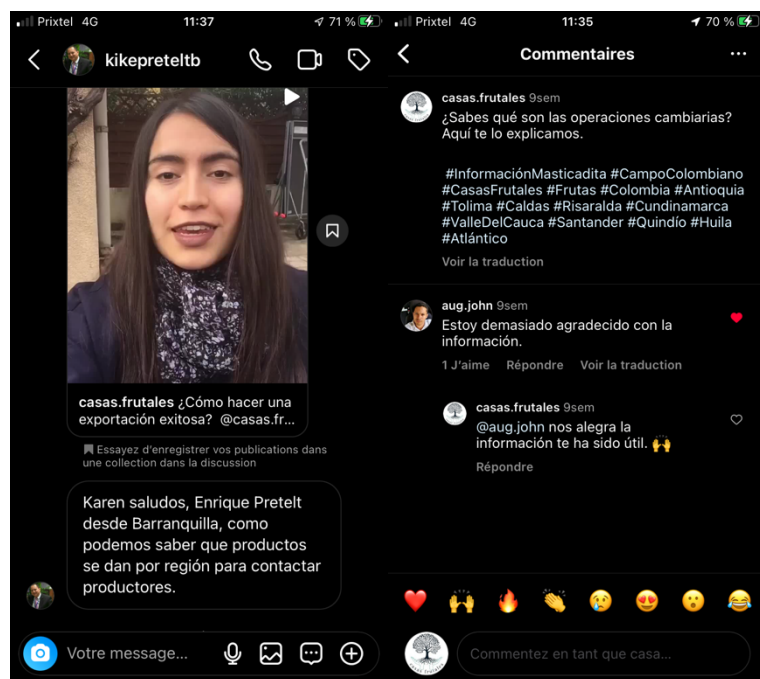 Prixtel 4G 11:37 71 %
kikepreteltb
casas.frutales ¿Cómo hacer una
exportación exitosa? @casas.fr...
Essayez d'enregistrer vos publications dans
une collection dans la discussion
Karen saludos, Enrique Pretelt
desde Barranquilla, como
podemos saber que productos
se dan por región para contactar
productores.
Votre message...
Prixtel 4G 11:35 70 %
Commentaires
casas.frutales 9sem
¿Sabes qué son las operaciones cambiarias?
Aquí te lo explicamos.
#InformaciónMasticadita #CampoColombiano
#CasasFrutales #Frutas #Colombia #Antioquia
#Tolima #Caldas #Risaralda #Cundinamarca
#ValleDelCauca #Santander #Quindío #Huila
#Atlántico
Voir la traduction
aug.john 9sem
Estoy demasiado agradecido con la
información.
1 J'aime Répondre Voir la traduction
casas.frutales 9sem
@aug.john nos alegra la
información te ha sido útil. 🙌
Répondre
Commentez en tant que casa...